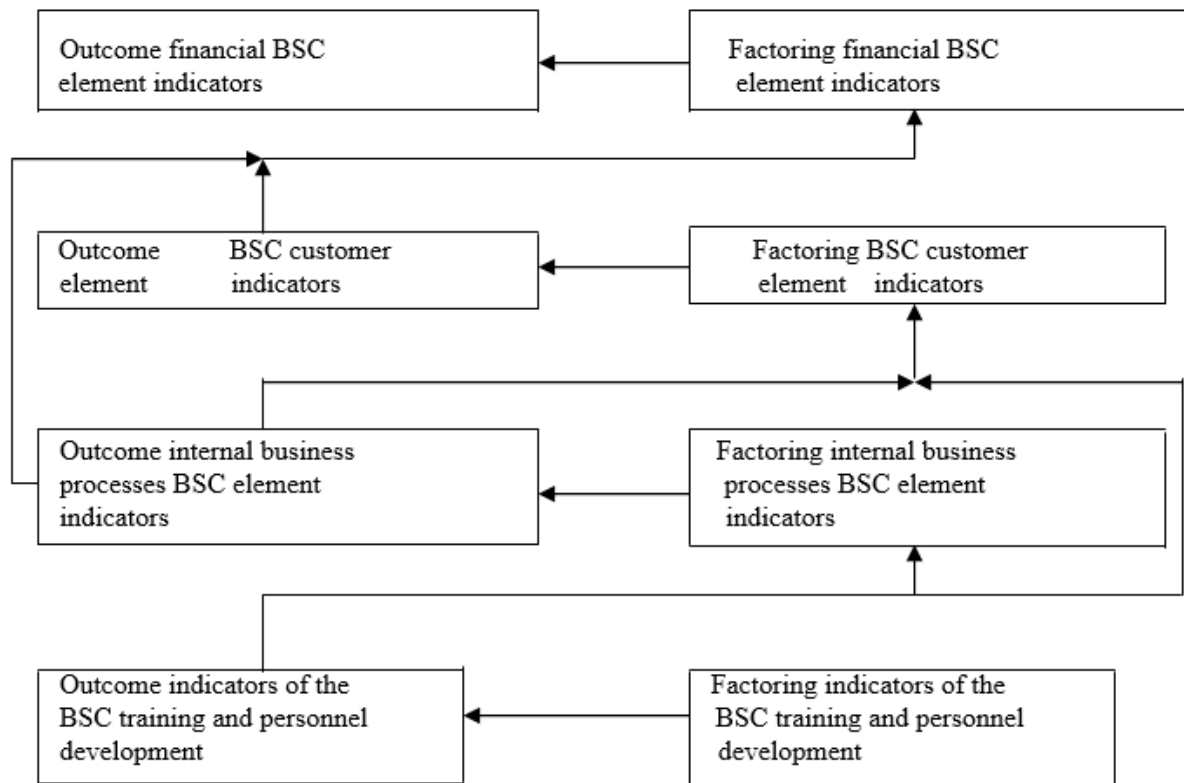 Outcome financial BSC
element indicators
Factoring financial BSC
element indicators
Outcome BSC customer
element indicators
Factoring BSC customer
element indicators
Outcome internal business
processes BSC element
indicators
Factoring internal business
processes BSC element
indicators
Outcome indicators of the
BSC training and personnel
development
Factoring indicators of the
BSC training and personnel
development